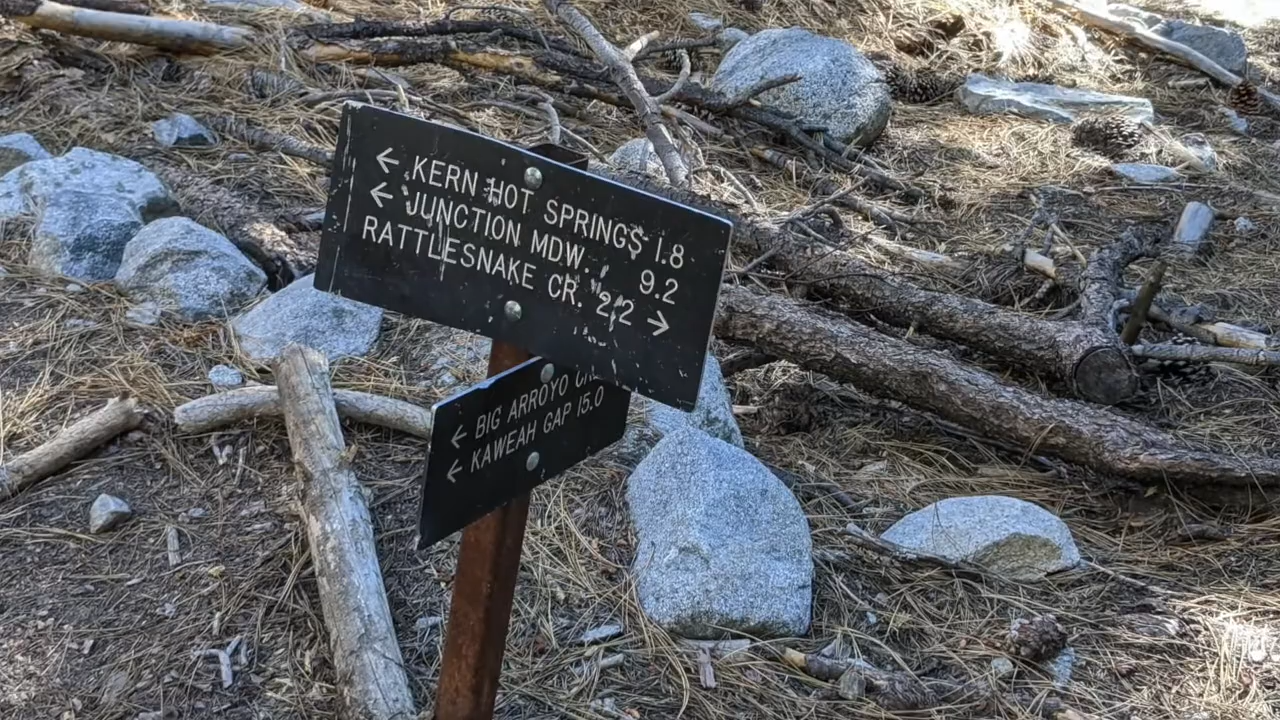 ← KERN HOT SPRINGS 1.8
← JUNCTION MDW. 9.2
RATTLESNAKE CR. 2.2 →
← BIG ARROYO
← KAWEAH GAP 15.0